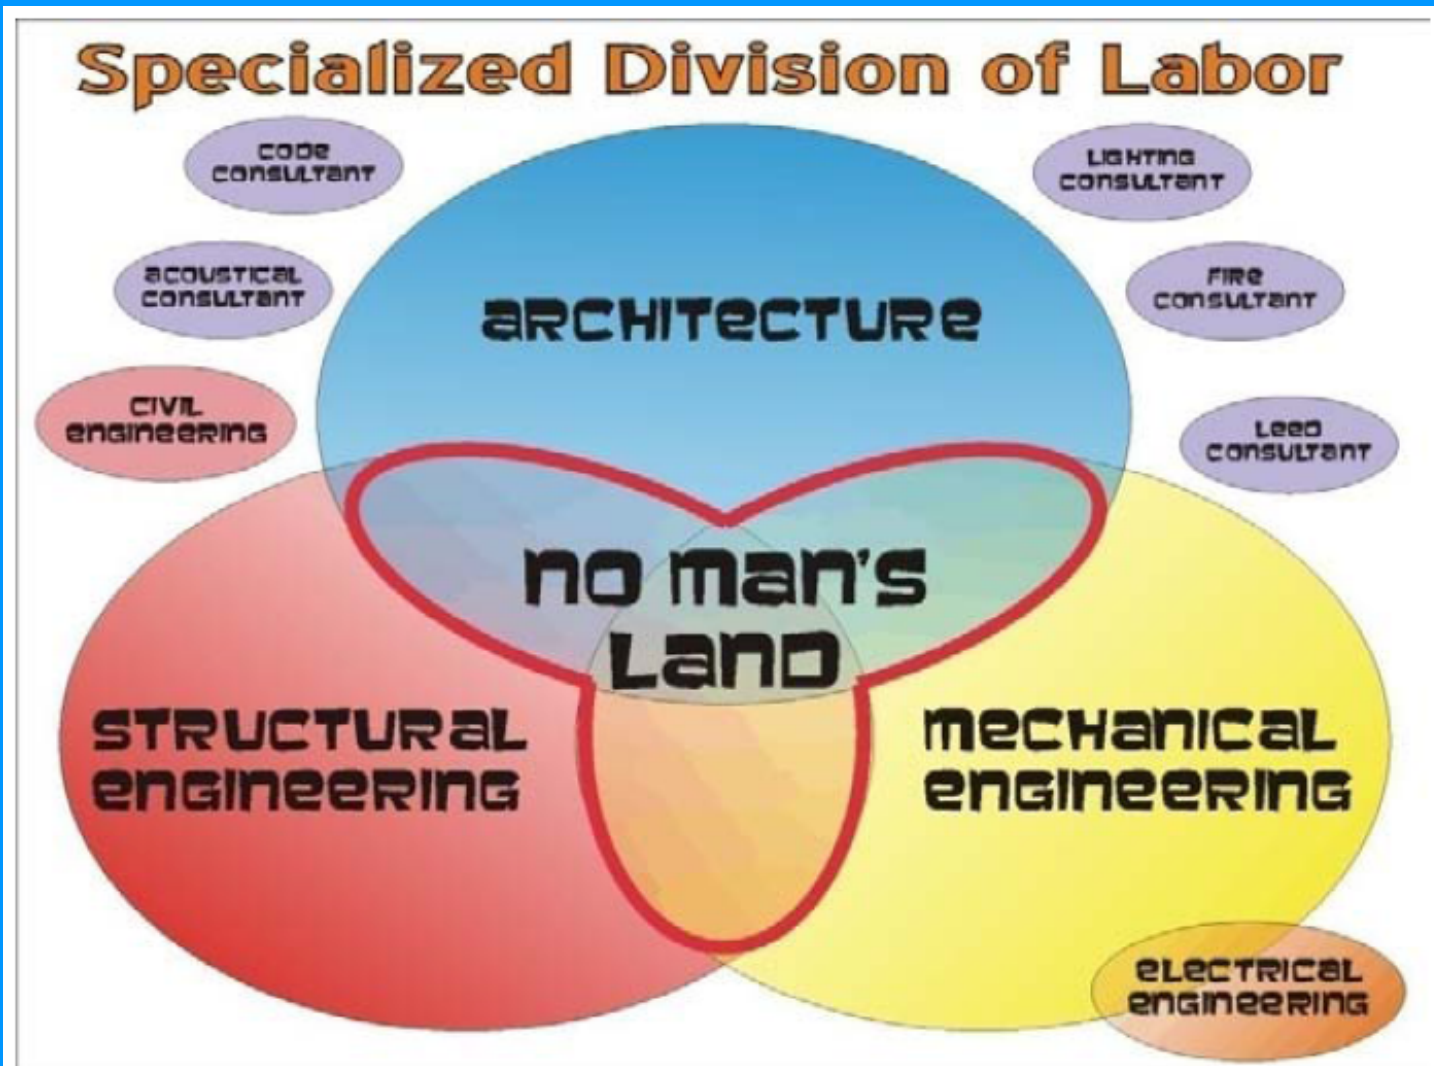 Specialized Division of Labor
CODE
CONSULTANT
LIGHTING
CONSULTANT
ACOUSTICAL
CONSULTANT
FIRE
CONSULTANT
ARCHITECTURE
CIVIL
ENGINEERING
LEED
CONSULTANT
NO MAN'S
LAND
STRUCTURAL
ENGINEERING
MECHANICAL
ENGINEERING
ELECTRICAL
ENGINEERING